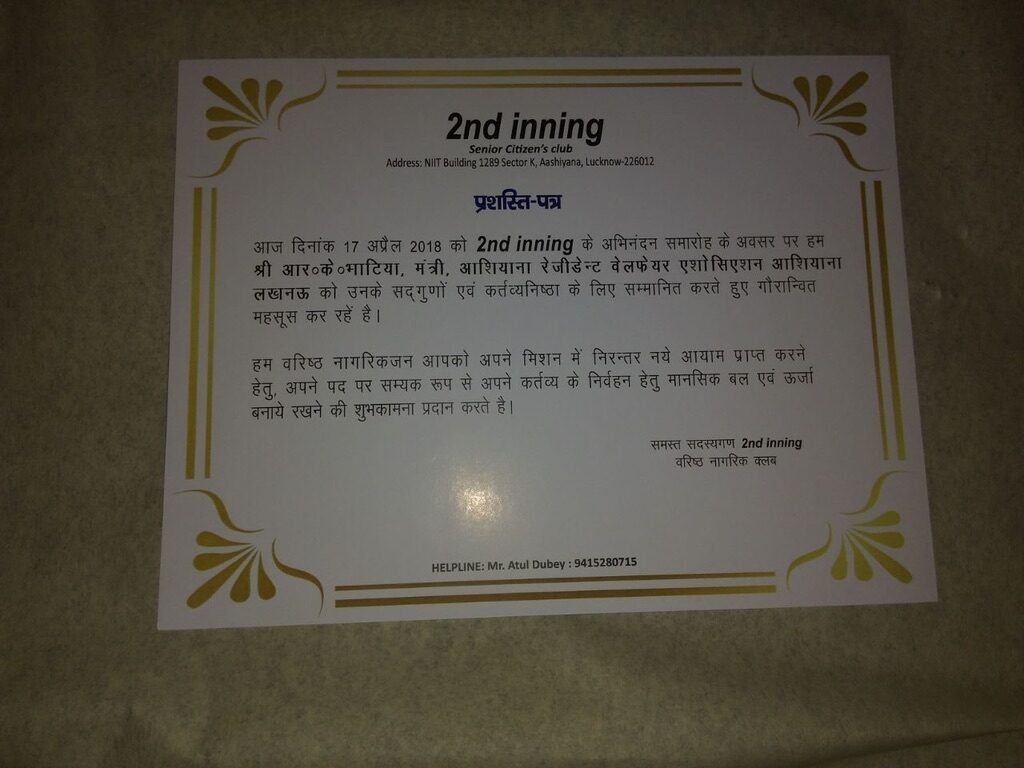 2nd inning
Senior Citizen's club
Address: NIIT Building 1289 Sector K, Aashiyana, Lucknow-226012
प्रशस्ति-पत्र
आज दिनांक 17 अप्रैल 2018 को 2nd inning के अभिनंदन समारोह के अवसर पर हम
श्री आर०के०भाटिया, मंत्री, आशियाना रेजीडेन्ट वेलफेयर एशोसिएशन आशियाना
लखनऊ को उनके सद्‌गुणों एवं कर्तव्यनिष्ठा के लिए सम्मानित करते हुए गौरान्वित
महसूस कर रहें है।
हम वरिष्ठ नागरिकजन आपको अपने मिशन में निरन्तर नये आयाम प्राप्त करने
हेतु, अपने पद पर सम्यक रूप से अपने कर्तव्य के निर्वहन हेतु मानसिक बल एवं ऊर्जा
बनाये रखने की शुभकामना प्रदान करते है।
समस्त सदस्यगण 2nd inning
वरिष्ठ नागरिक क्लब
HELPLINE: Mr. Atul Dubey : 9415280715